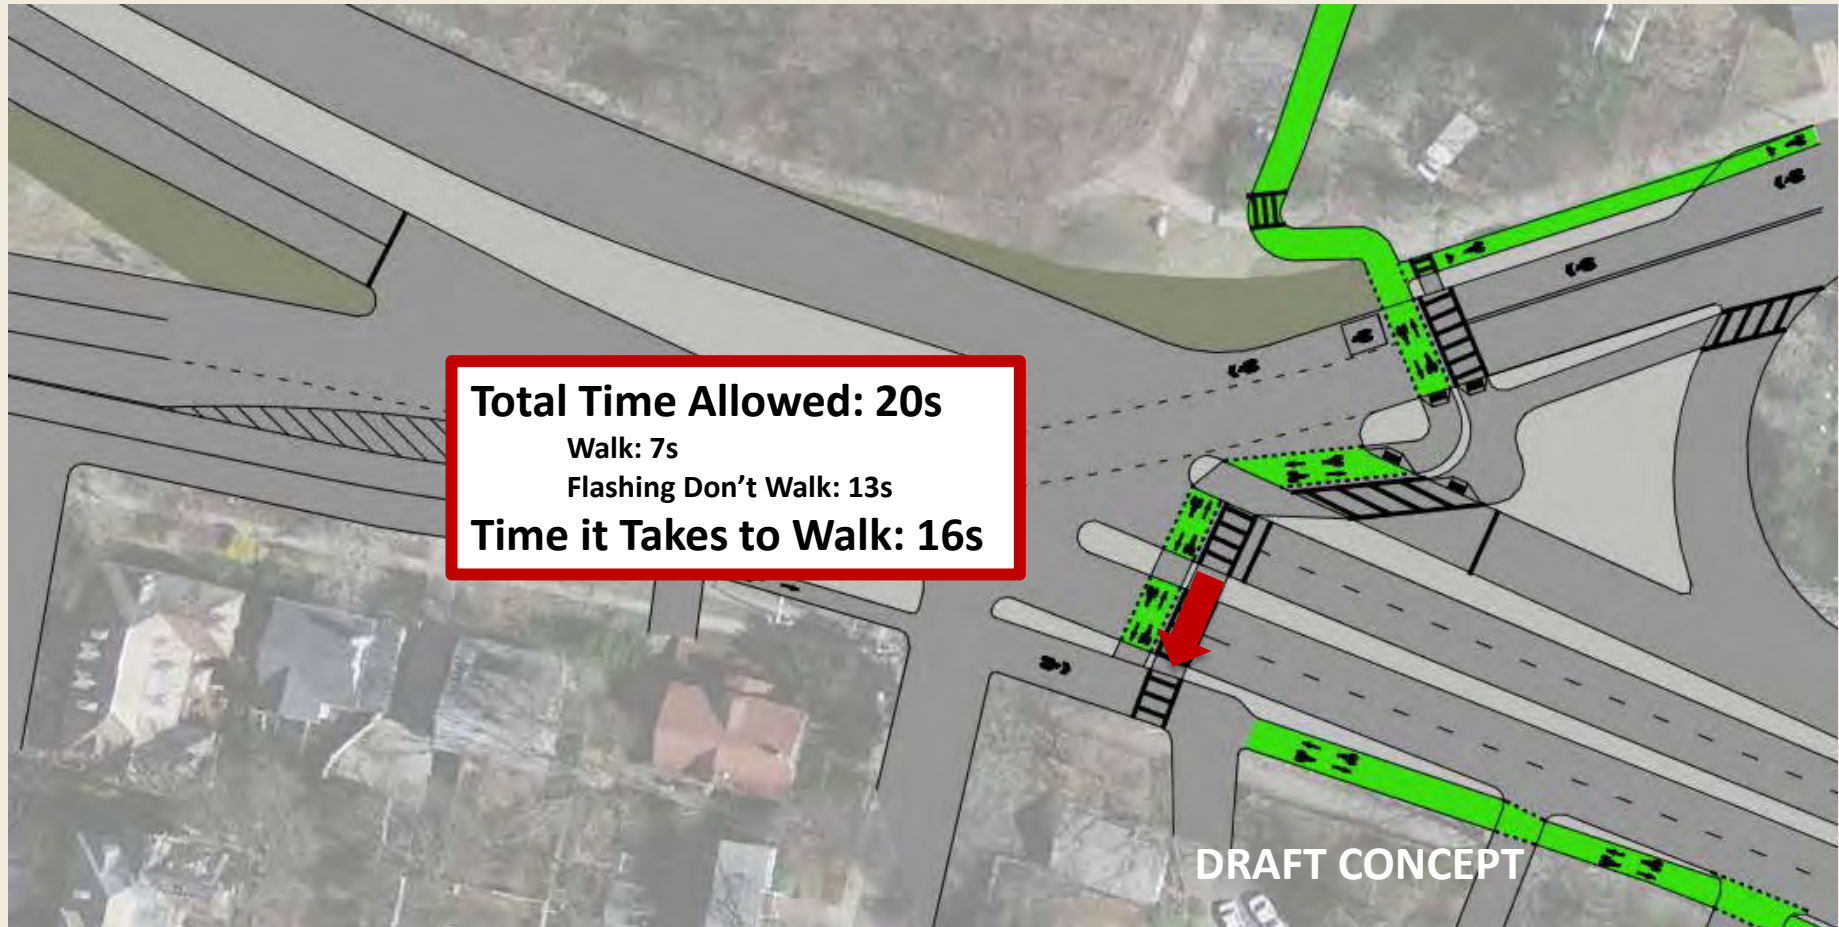 Total Time Allowed: 20s
Walk: 7s
Flashing Don’t Walk: 13s
Time it Takes to Walk: 16s
DRAFT CONCEPT